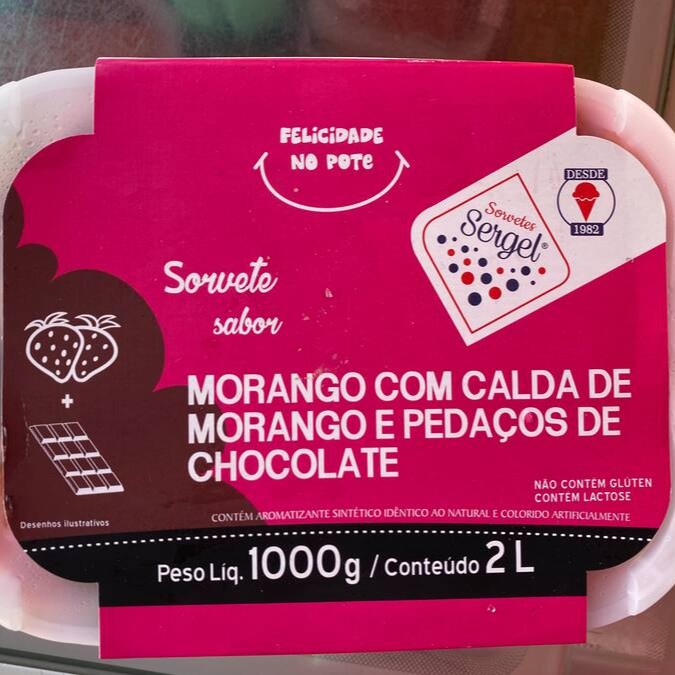 FELICIDADE
NO POTE
DESDE
1982
Sorvetes
Sergel®
Sorvete
sabor
MORANGO COM CALDA DE
MORANGO E PEDAÇOS DE
CHOCOLATE
+
NÃO CONTÉM GLÚTEN
CONTÉM LACTOSE
Desenhos ilustrativos
CONTÉM AROMATIZANTE SINTÉTICO IDÊNTICO AO NATURAL E COLORIDO ARTIFICIALMENTE
Peso Líq. 1000g / Conteúdo 2 L